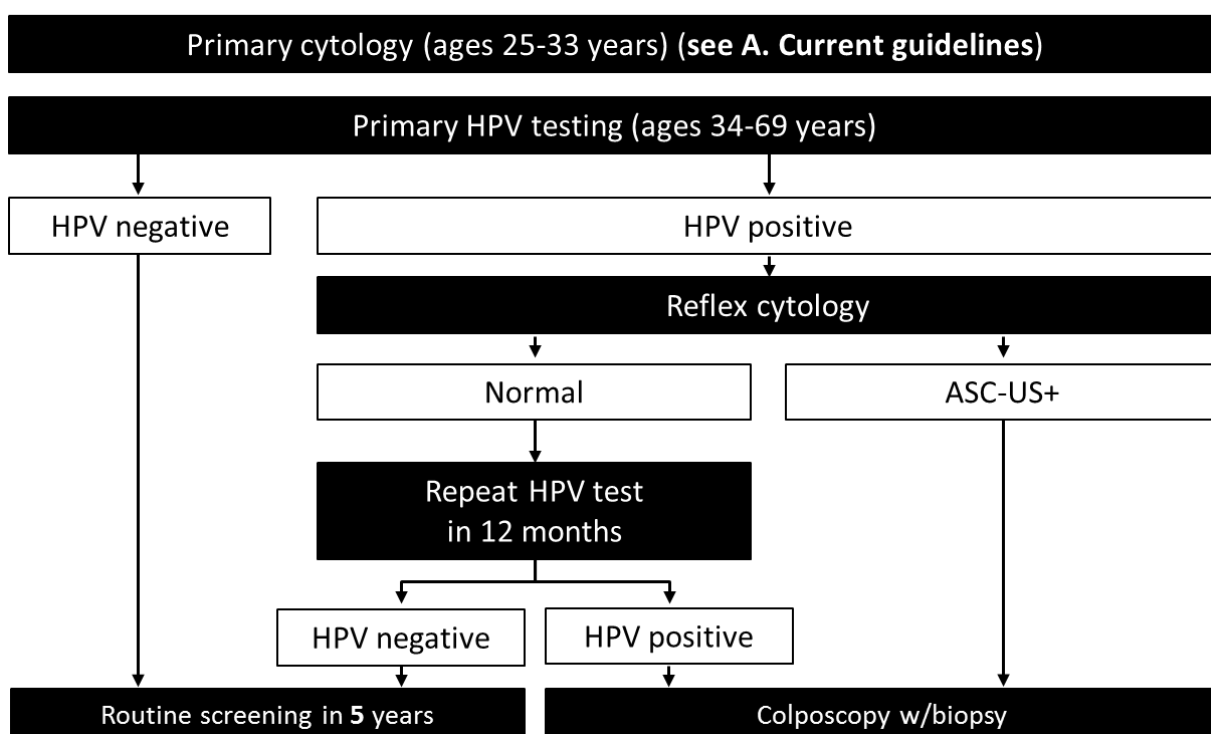 Primary cytology (ages 25-33 years) (see A. Current guidelines)
Primary HPV testing (ages 34-69 years)
HPV negative
HPV positive
Reflex cytology
Normal
ASC-US+
Repeat HPV test
in 12 months
HPV negative
HPV positive
Routine screening in 5 years
Colposcopy w/biopsy